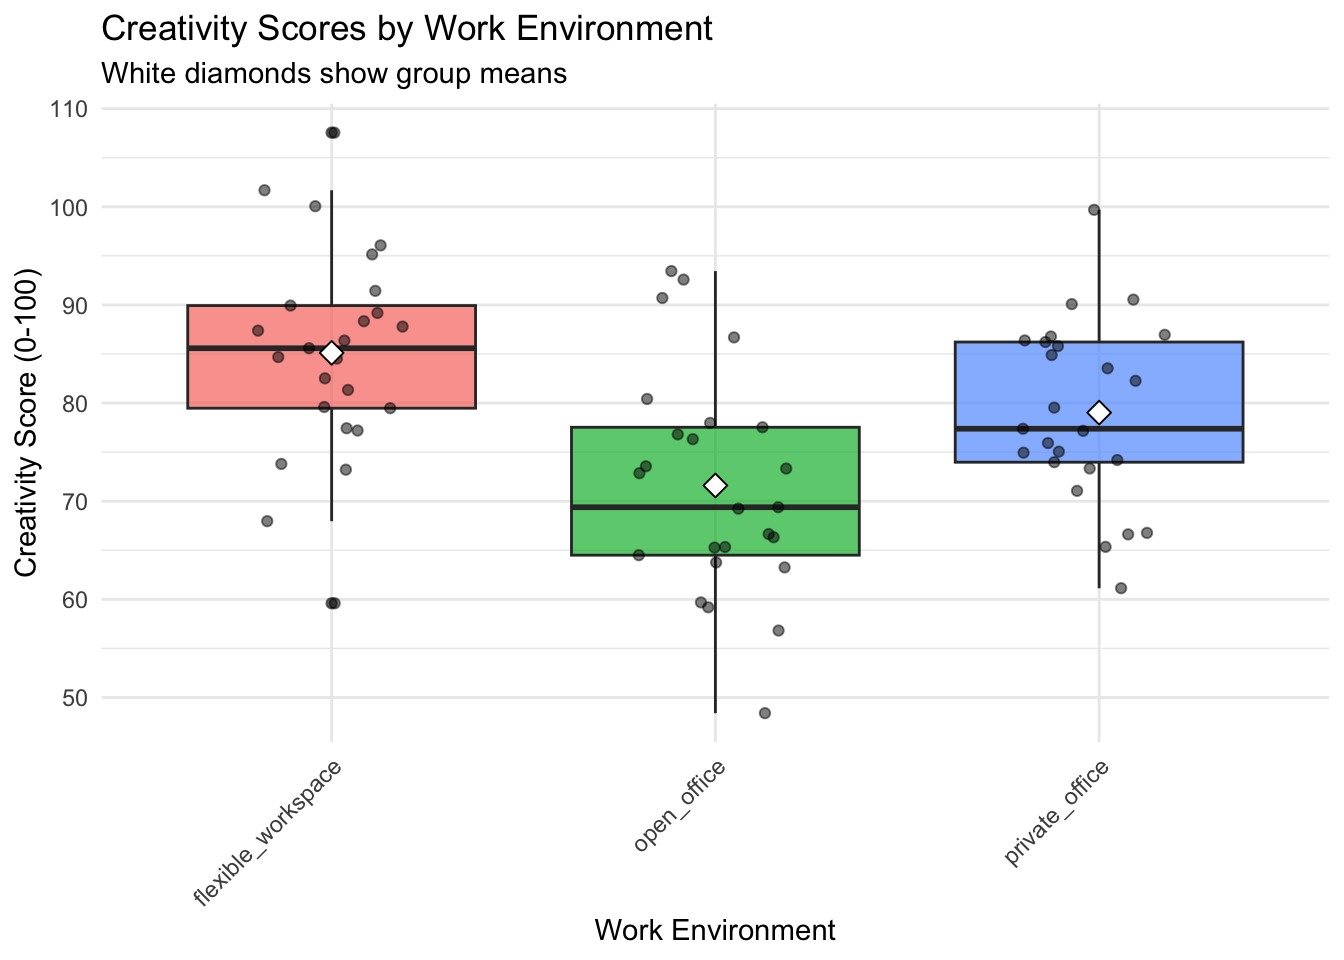 Creativity Scores by Work Environment
White diamonds show group means
110
100
90
80
70
60
50
Creativity Score (0-100)
flexible_workspace
open_office
private_office
Work Environment